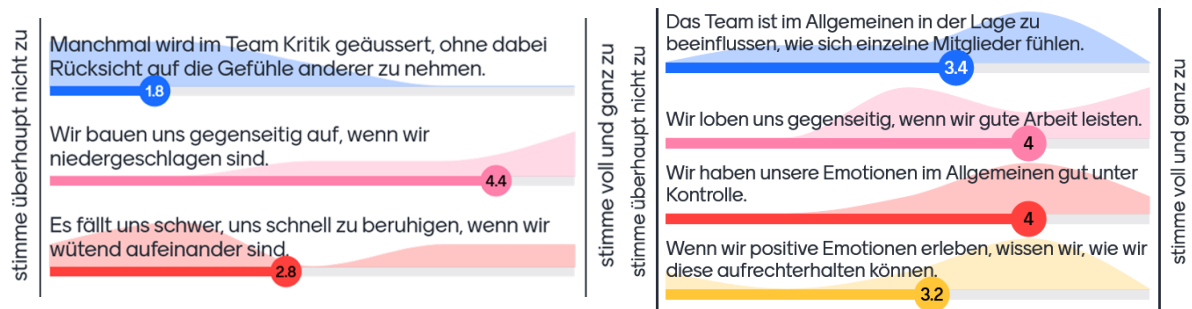 stimme überhaupt nicht zu
Manchmal wird im Team Kritik geäussert, ohne dabei
Rücksicht auf die Gefühle anderer zu nehmen.
1.8
Wir bauen uns gegenseitig auf, wenn wir
niedergeschlagen sind.
4.4
Es fällt uns schwer, uns schnell zu beruhigen, wenn wir
wütend aufeinander sind.
2.8
stimme voll und ganz zu
stimme überhaupt nicht zu
Das Team ist im Allgemeinen in der Lage zu
beeinflussen, wie sich einzelne Mitglieder fühlen.
3.4
Wir loben uns gegenseitig, wenn wir gute Arbeit leisten.
4
Wir haben unsere Emotionen im Allgemeinen gut unter
Kontrolle.
4
Wenn wir positive Emotionen erleben, wissen wir, wie wir
diese aufrechterhalten können.
3.2
stimme voll und ganz zu